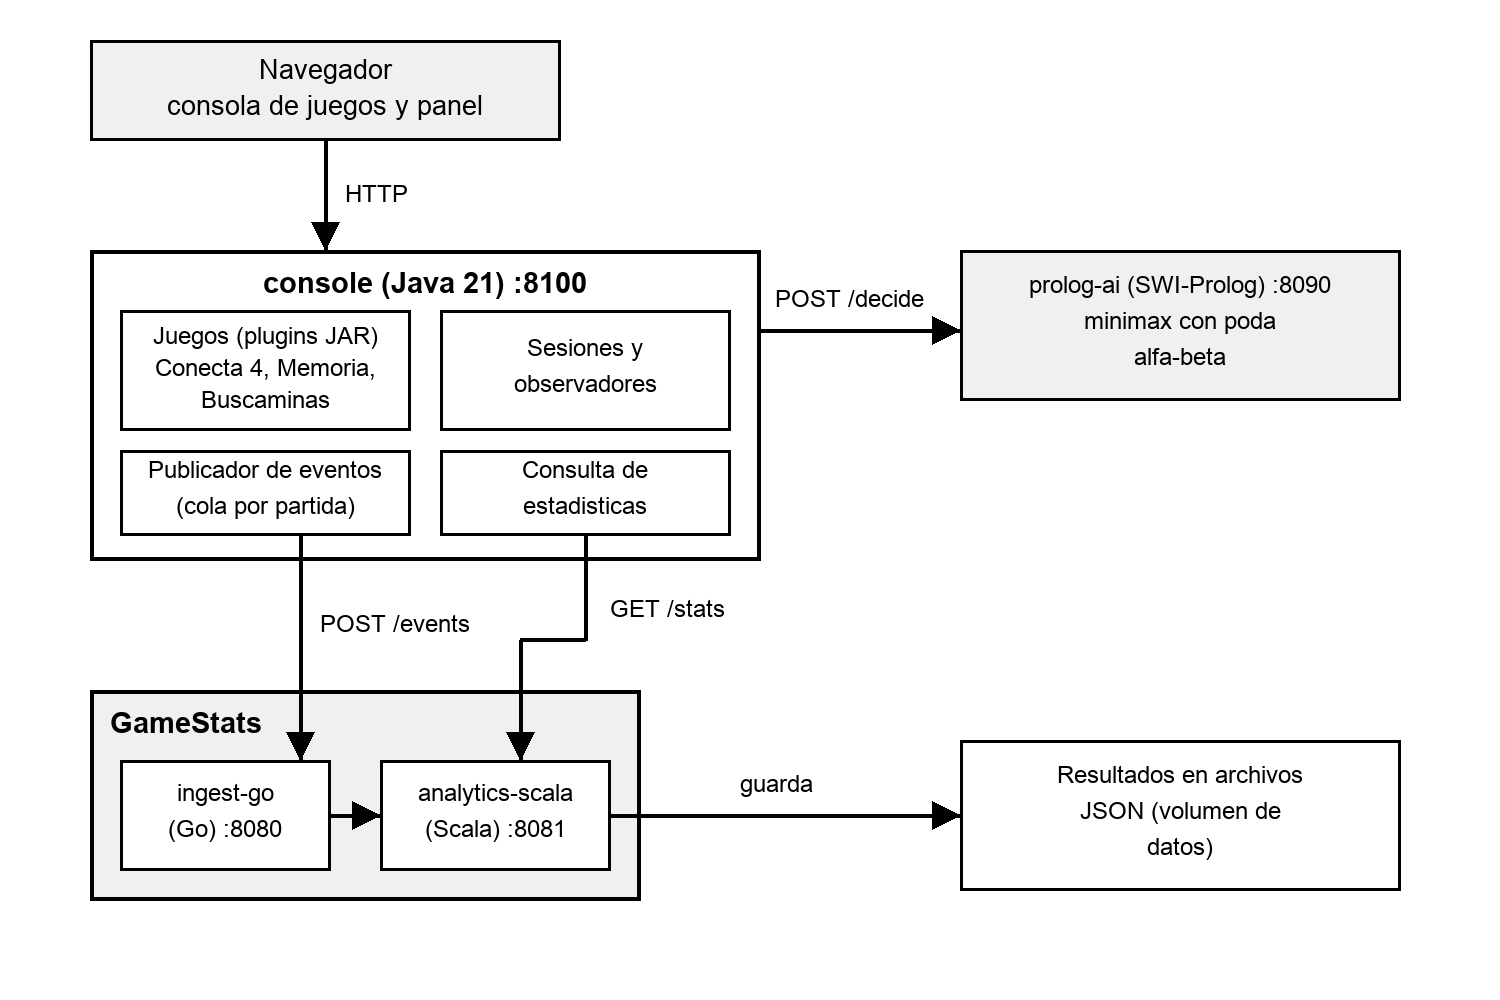 Navegador
consola de juegos y panel
HTTP
console (Java 21) :8100
Juegos (plugins JAR)
Conecta 4, Memoria,
Buscaminas
Sesiones y
observadores
Publicador de eventos
(cola por partida)
Consulta de
estadisticas
POST /decide
prolog-ai (SWI-Prolog) :8090
minimax con poda
alfa-beta
POST /events
GET /stats
GameStats
ingest-go
(Go) :8080
analytics-scala
(Scala) :8081
guarda
Resultados en archivos
JSON (volumen de
datos)